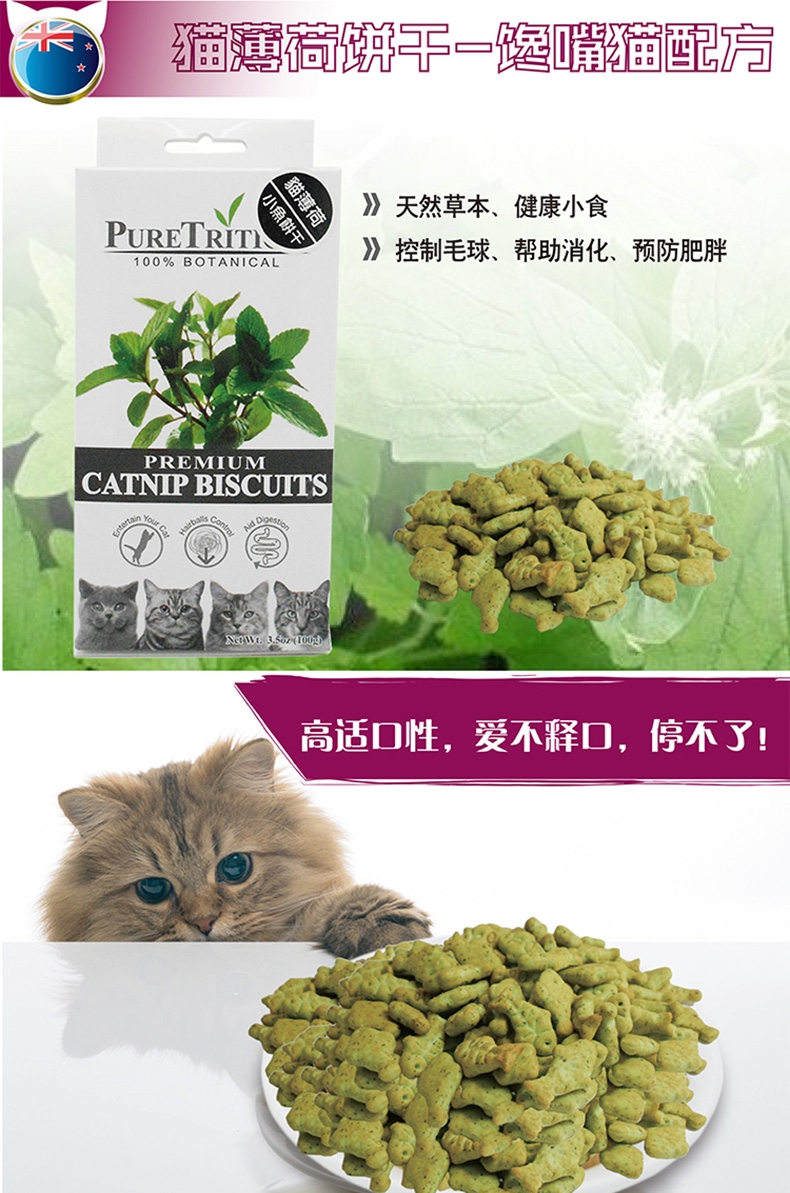 猫薄荷饼干-馋嘴猫配方
貓薄荷
小魚餅干
100% BOTANICAL
天然草本、健康小食
控制毛球、帮助消化、预防肥胖
PREMIUM
CATNIP BISCUITS
Entertain Your Cat
Hairballs Control
Aid Digestion
Net Wt. 3.5oz (100g)
高适口性，爱不释口，停不了！